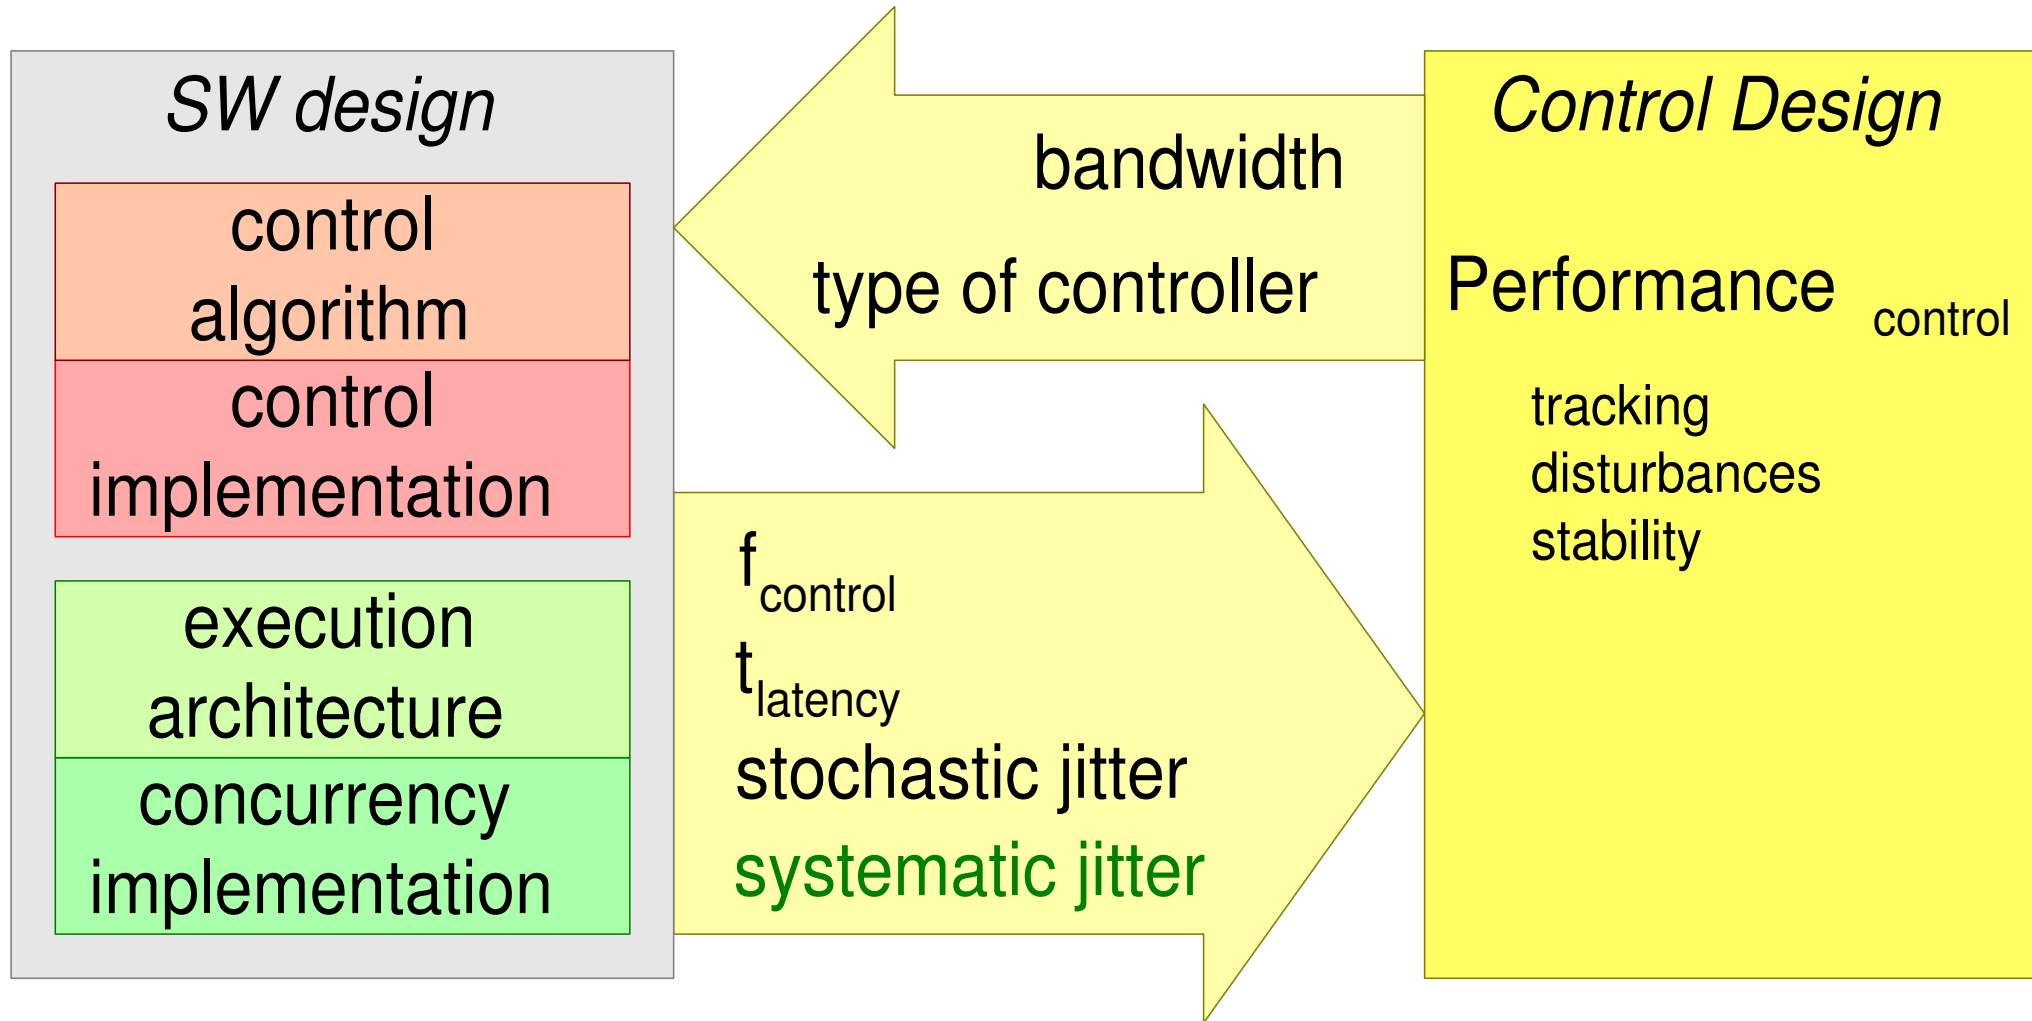 SW design
control
algorithm
control
implementation
execution
architecture
concurrency
implementation
bandwidth
type of controller
f control
t latency
stochastic jitter
systematic jitter
Control Design
Performance control
tracking
disturbances
stability